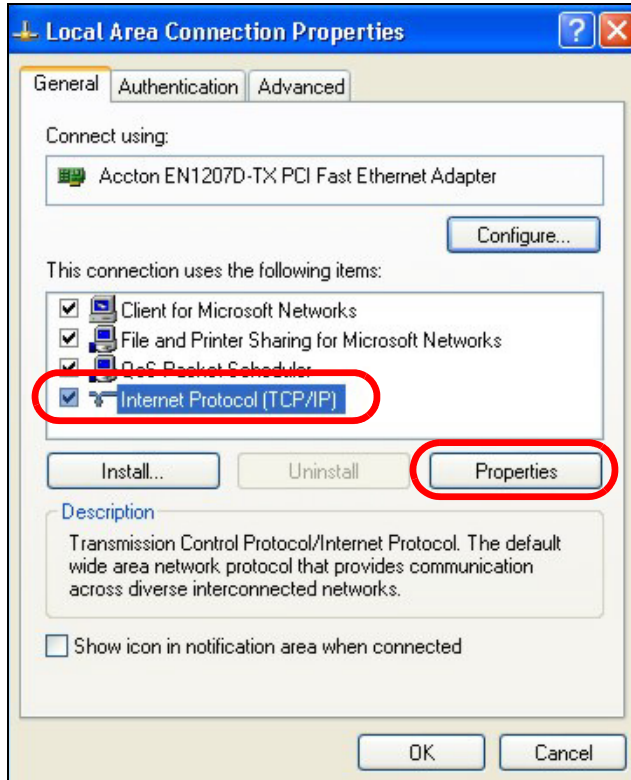 Local Area Connection Properties
General Authentication Advanced
Connect using:
Accton EN1207D-TX PCI Fast Ethernet Adapter
Configure...
This connection uses the following items:
Client for Microsoft Networks
File and Printer Sharing for Microsoft Networks
QoS Packet Scheduler
Internet Protocol (TCP/IP)
Install... Uninstall Properties
Description
Transmission Control Protocol/Internet Protocol. The default
wide area network protocol that provides communication
across diverse interconnected networks.
Show icon in notification area when connected
OK Cancel